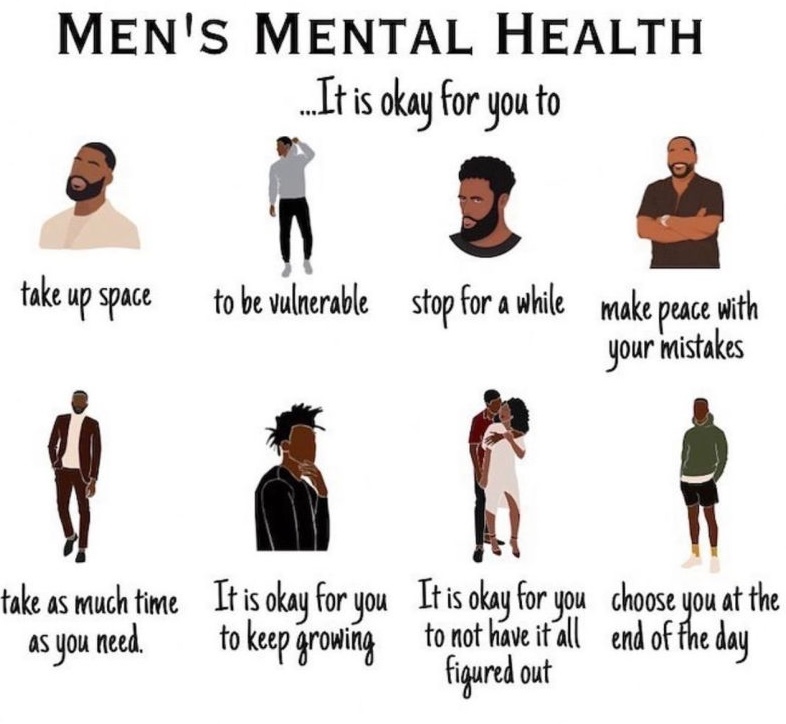 MEN'S MENTAL HEALTH
...It is okay for you to
take up space
to be vulnerable
stop for a while
make peace with
your mistakes
take as much time
as you need.
It is okay for you
to keep growing
It is okay for you
to not have it all
figured out
choose you at the
end of the day